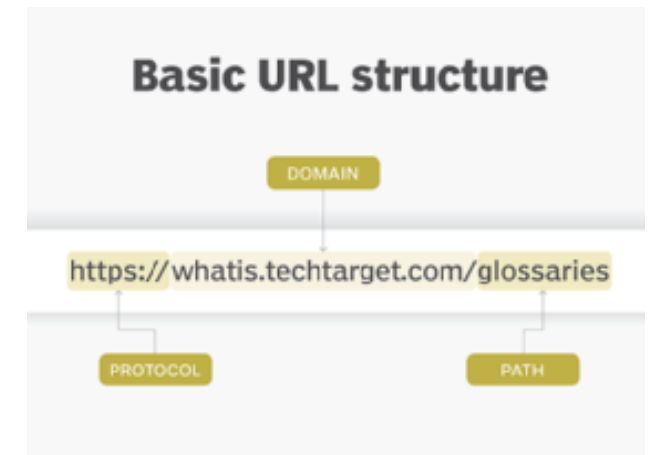 Basic URL structure
DOMAIN
https://whatis.techtarget.com/glossaries
PROTOCOL
PATH